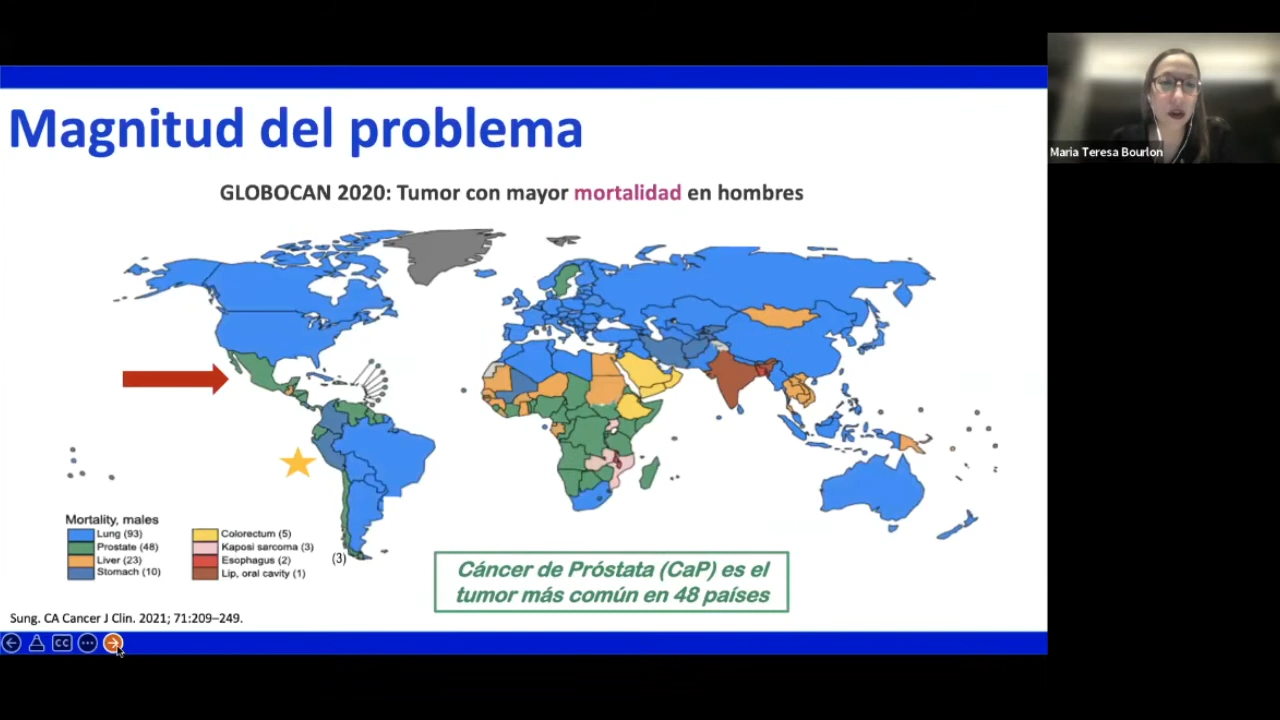 Magnitud del problema
GLOBOCAN 2020: Tumor con mayor mortalidad en hombres
Maria Teresa Bourlon
Mortality, males
Lung (93)
Prostate (48)
Liver (23)
Stomach (10)
Colorectum (5)
Kaposi sarcoma (3)
Esophagus (2)
Lip, oral cavity (1)
(3)
Cáncer de Próstata (CaP) es el
tumor más común en 48 países
Sung. CA Cancer J Clin. 2021; 71:209–249.
CC